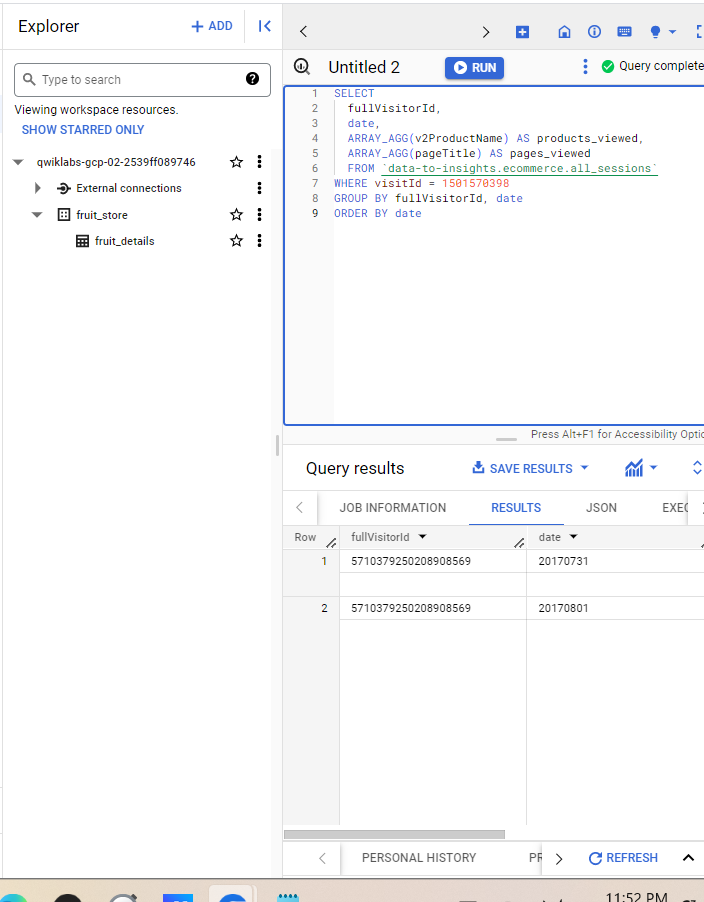 Explorer
+ ADD
Type to search
Viewing workspace resources.
SHOW STARRED ONLY
qwiklabs-gcp-02-2539ff089746
External connections
fruit_store
fruit_details
Untitled 2
RUN
Query complete
1 SELECT
2 fullVisitorId,
3 date,
4 ARRAY_AGG(v2ProductName) AS products_viewed,
5 ARRAY_AGG(pageTitle) AS pages_viewed
6 FROM `data-to-insights.ecommerce.all_sessions`
7 WHERE visitId = 1501570398
8 GROUP BY fullVisitorId, date
9 ORDER BY date
Press Alt+F1 for Accessibility Optio
Query results
SAVE RESULTS
JOB INFORMATION RESULTS JSON EXEC
Row fullVisitorId date
1 5710379250208908569 20170731
2 5710379250208908569 20170801
PERSONAL HISTORY PR REFRESH
11:52 PM